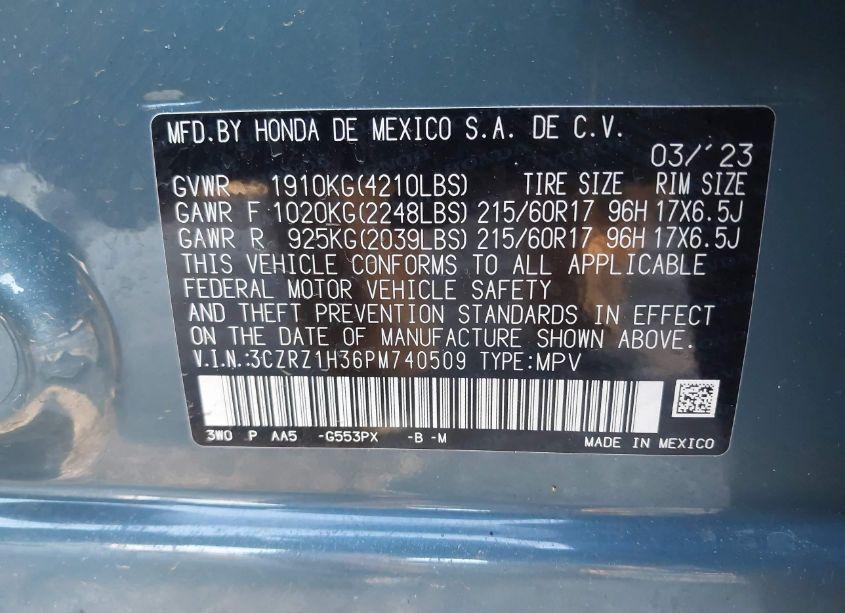 MFD.BY HONDA DE MEXICO S.A. DE C.V.
03/'23
GVWR 1910KG(4210LBS) TIRE SIZE RIM SIZE
GAWR F 1020KG(2248LBS) 215/60R17 96H 17X6.5J
GAWR R 925KG(2039LBS) 215/60R17 96H 17X6.5J
THIS VEHICLE CONFORMS TO ALL APPLICABLE
FEDERAL MOTOR VEHICLE SAFETY
AND THEFT PREVENTION STANDARDS IN EFFECT
ON THE DATE OF MANUFACTURE SHOWN ABOVE.
V.I.N.:3CZRZ1H36PM740509 TYPE:MPV
3W0 P AA5 -G553PX -B -M
MADE IN MEXICO